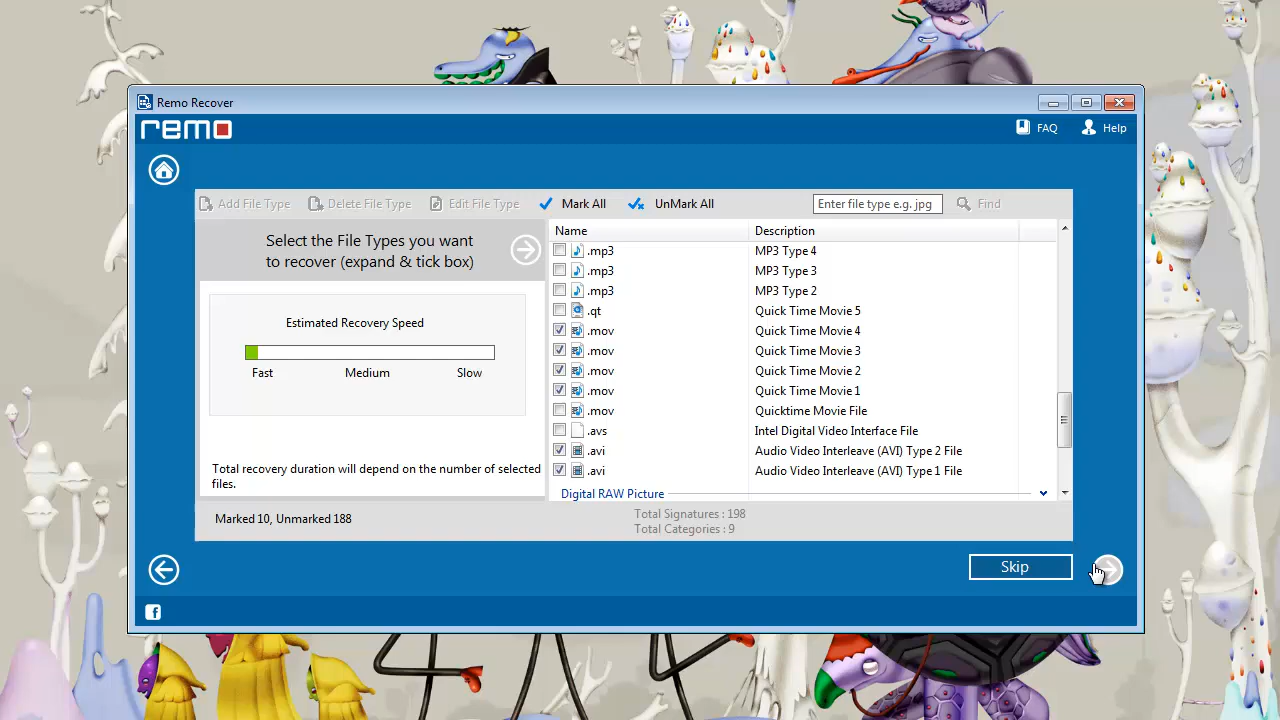 Remo Recover
remo
FAQ
Help
Add File Type
Delete File Type
Edit File Type
Mark All
UnMark All
Enter file type e.g. jpg
Find
Select the File Types you want
to recover (expand & tick box)
Estimated Recovery Speed
Fast Medium Slow
Total recovery duration will depend on the number of selected
files.
Name Description
.mp3 MP3 Type 4
.mp3 MP3 Type 3
.mp3 MP3 Type 2
.qt Quick Time Movie 5
.mov Quick Time Movie 4
.mov Quick Time Movie 3
.mov Quick Time Movie 2
.mov Quick Time Movie 1
.mov Quicktime Movie File
.avs Intel Digital Video Interface File
.avi Audio Video Interleave (AVI) Type 2 File
.avi Audio Video Interleave (AVI) Type 1 File
Digital RAW Picture
Marked 10, Unmarked 188
Total Signatures : 198
Total Categories : 9
Skip
f